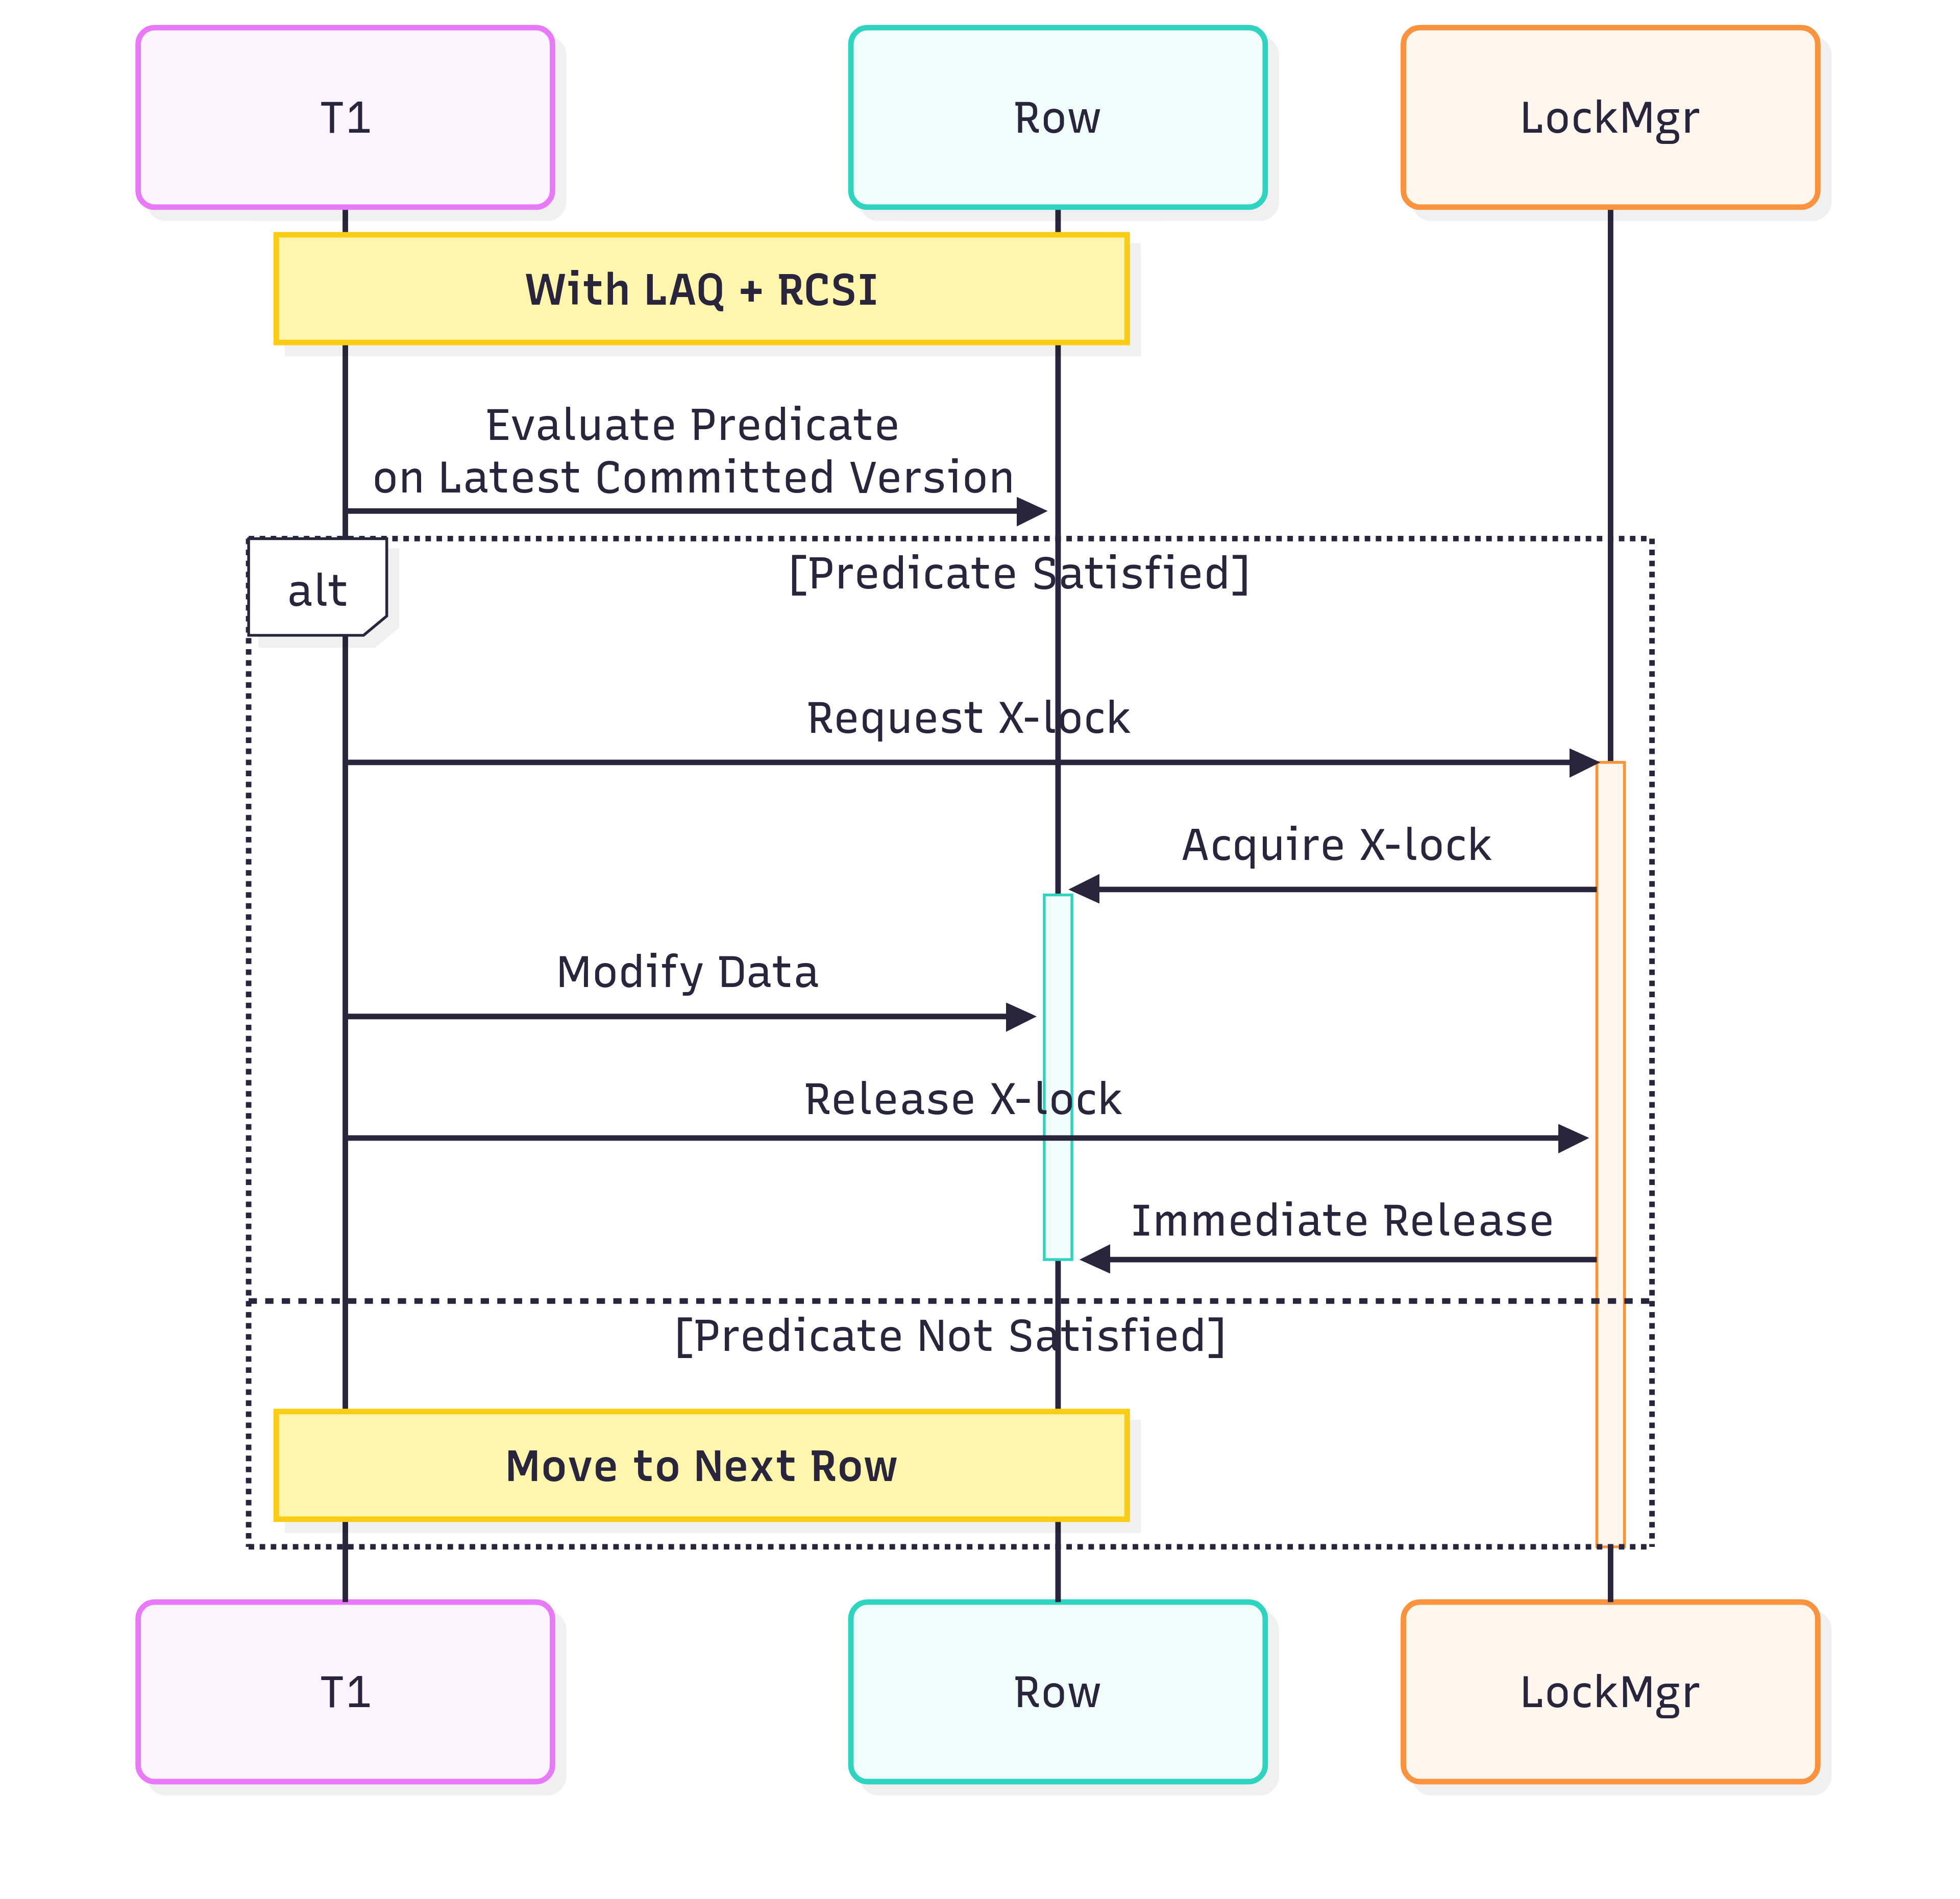 T1
Row
LockMgr
With LAQ + RCSI
Evaluate Predicate
on Latest Committed Version
alt
[Predicate Satisfied]
Request X-lock
Acquire X-lock
Modify Data
Release X-lock
Immediate Release
[Predicate Not Satisfied]
Move to Next Row
T1
Row
LockMgr